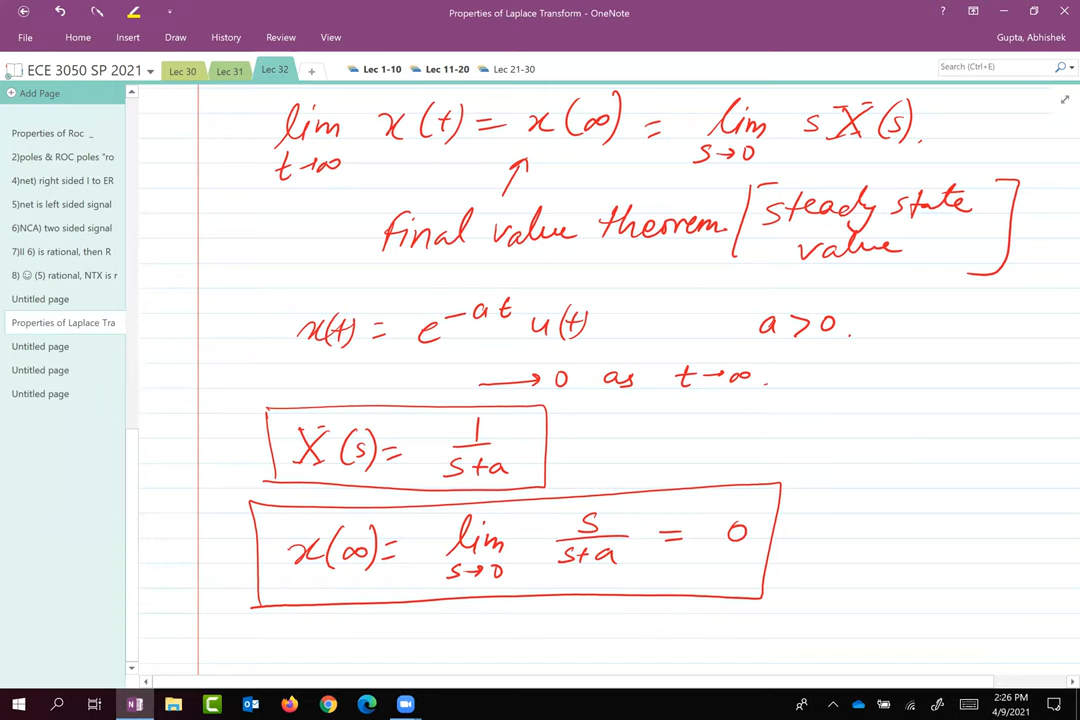 Properties of Laplace Transform - OneNote
File Home Insert Draw History Review View Gupta, Abhishek
ECE 3050 SP 2021 Lec 30 Lec 31 Lec 32 Lec 1-10 Lec 11-20 Lec 21-30 Search (Ctrl+E)
Add Page
Properties of Roc _
2)poles & ROC poles "ro
4)net) right sided I to ER
5)net is left sided signal
6)NCA) two sided signal
7)II 6) is rational, then R
8) ☺ (5) rational, NTX is r
Untitled page
Properties of Laplace Tra
Untitled page
Untitled page
Untitled page
lim t→∞ x(t) = x(∞) = lim s→0 s X(s).
final value theorem [steady state value]
x(t) = e^{-at} u(t) a > 0.
→ 0 as t→∞.
X(s) = 1/(s+a)
x(∞) = lim s→0 s/(s+a) = 0
2:26 PM
4/9/2021